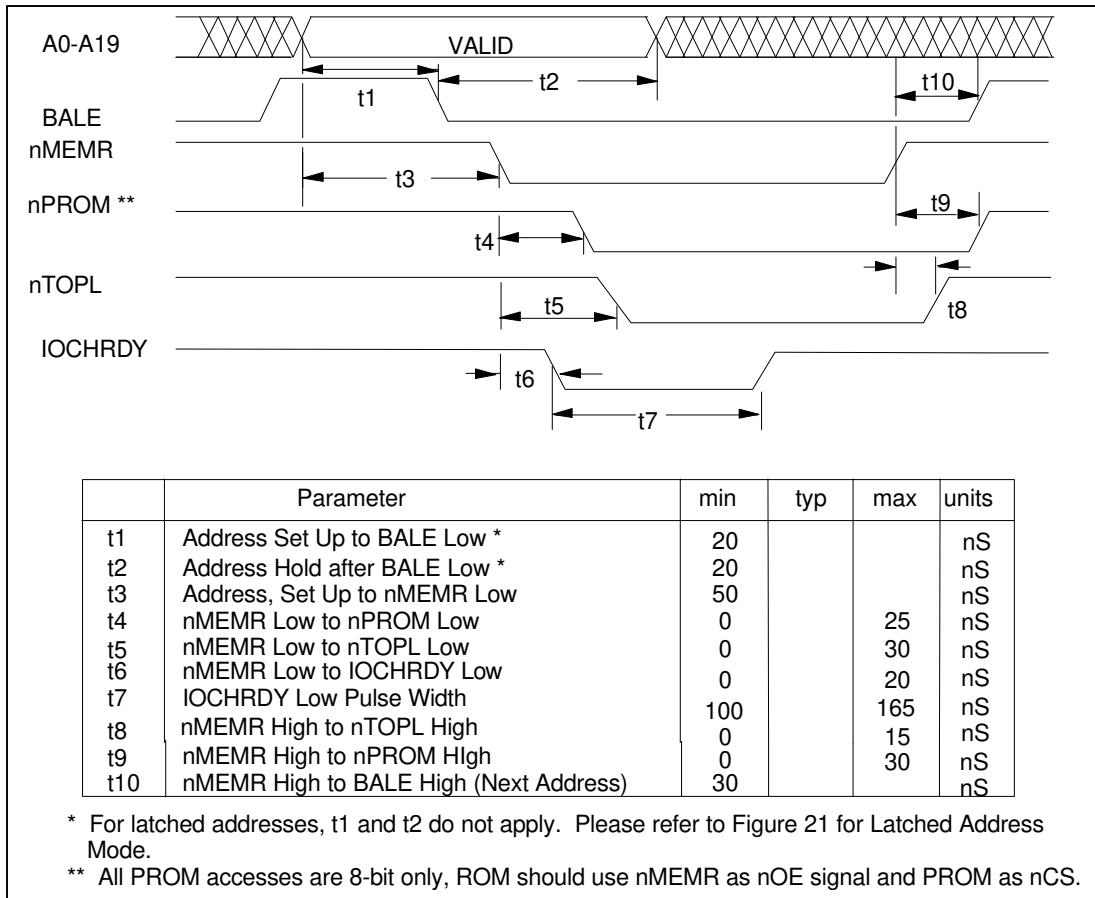 A0-A19
VALID
t1
t2
t10
BALE
nMEMR
t3
nPROM **
t9
t4
nTOPL
t5
t8
IOCHRDY
t6
t7
Parameter min typ max units
t1 Address Set Up to BALE Low * 20 nS
t2 Address Hold after BALE Low * 20 nS
t3 Address, Set Up to nMEMR Low 50 nS
t4 nMEMR Low to nPROM Low 0 25 nS
t5 nMEMR Low to nTOPL Low 0 30 nS
t6 nMEMR Low to IOCHRDY Low 0 20 nS
t7 IOCHRDY Low Pulse Width 100 165 nS
t8 nMEMR High to nTOPL High 0 15 nS
t9 nMEMR High to nPROM HIgh 0 30 nS
t10 nMEMR High to BALE High (Next Address) 30 nS
* For latched addresses, t1 and t2 do not apply. Please refer to Figure 21 for Latched Address
Mode.
** All PROM accesses are 8-bit only, ROM should use nMEMR as nOE signal and PROM as nCS.